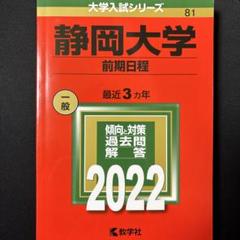 大学入試シリーズ
81
静岡大学
前期日程
一般
最近3ヵ年
傾向と対策
過去問
解答
2022
教学社